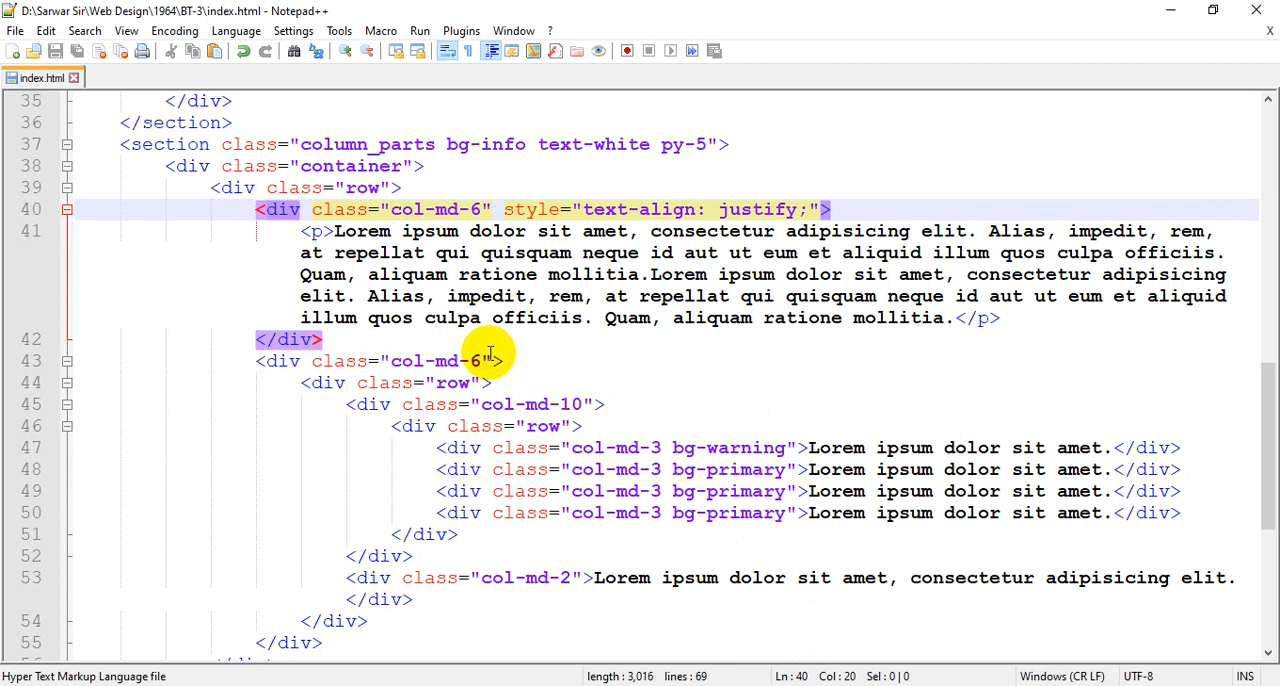 D:\Sarwar Sir\Web Design\1964\BT-3\index.html - Notepad++
File Edit Search View Encoding Language Settings Tools Macro Run Plugins Window ?
X
index.html
35 </div>
36 </section>
37 <section class="column_parts bg-info text-white py-5">
38 <div class="container">
39 <div class="row">
40 <div class="col-md-6" style="text-align: justify;">
41 <p>Lorem ipsum dolor sit amet, consectetur adipisicing elit. Alias, impedit, rem,
at repellat qui quisquam neque id aut ut eum et aliquid illum quos culpa officiis.
Quam, aliquam ratione mollitia.Lorem ipsum dolor sit amet, consectetur adipisicing
elit. Alias, impedit, rem, at repellat qui quisquam neque id aut ut eum et aliquid
illum quos culpa officiis. Quam, aliquam ratione mollitia.</p>
42 </div>
43 <div class="col-md-6">
44 <div class="row">
45 <div class="col-md-10">
46 <div class="row">
47 <div class="col-md-3 bg-warning">Lorem ipsum dolor sit amet.</div>
48 <div class="col-md-3 bg-primary">Lorem ipsum dolor sit amet.</div>
49 <div class="col-md-3 bg-primary">Lorem ipsum dolor sit amet.</div>
50 <div class="col-md-3 bg-primary">Lorem ipsum dolor sit amet.</div>
51 </div>
52 </div>
53 <div class="col-md-2">Lorem ipsum dolor sit amet, consectetur adipisicing elit.
</div>
54 </div>
55 </div>
Hyper Text Markup Language file length : 3,016 lines : 69 Ln : 40 Col : 20 Sel : 0 | 0 Windows (CR LF) UTF-8 INS